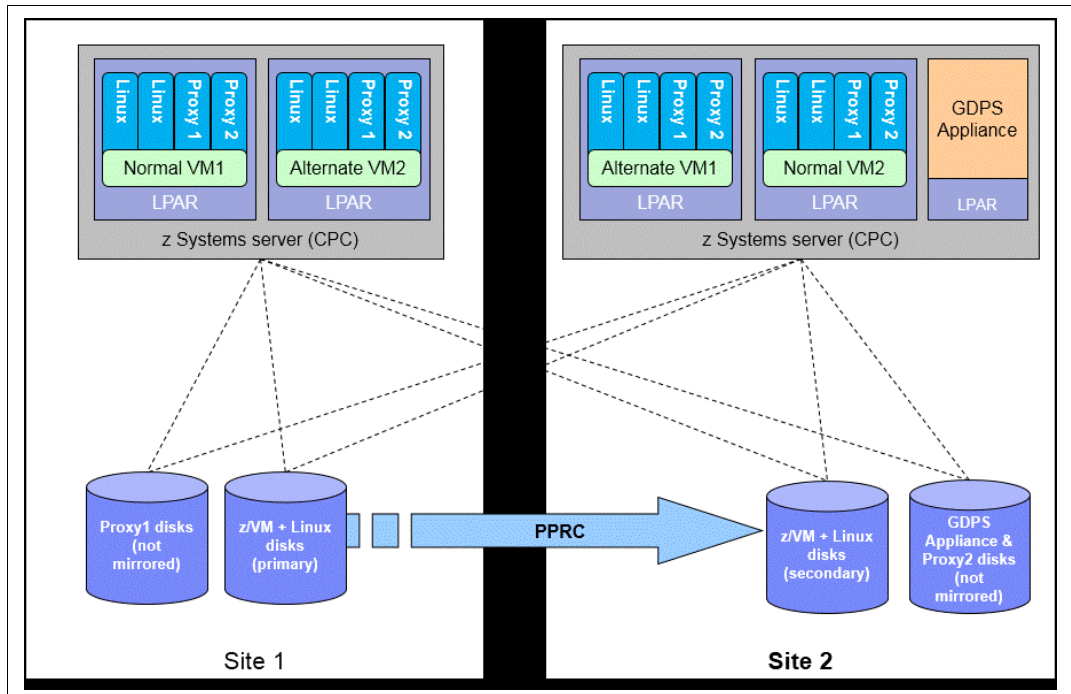 Linux
Linux
Proxy 1
Proxy 2
Normal VM1
LPAR
Linux
Linux
Proxy 1
Proxy 2
Alternate VM2
LPAR
z Systems server (CPC)
Linux
Linux
Proxy 1
Proxy 2
Alternate VM1
LPAR
Linux
Linux
Proxy 1
Proxy 2
Normal VM2
LPAR
GDPS
Appliance
LPAR
z Systems server (CPC)
Proxy1 disks
(not
mirrored)
z/VM + Linux
disks
(primary)
PPRC
z/VM + Linux
disks
(secondary)
GDPS
Appliance &
Proxy2 disks
(not
mirrored)
Site 1
Site 2